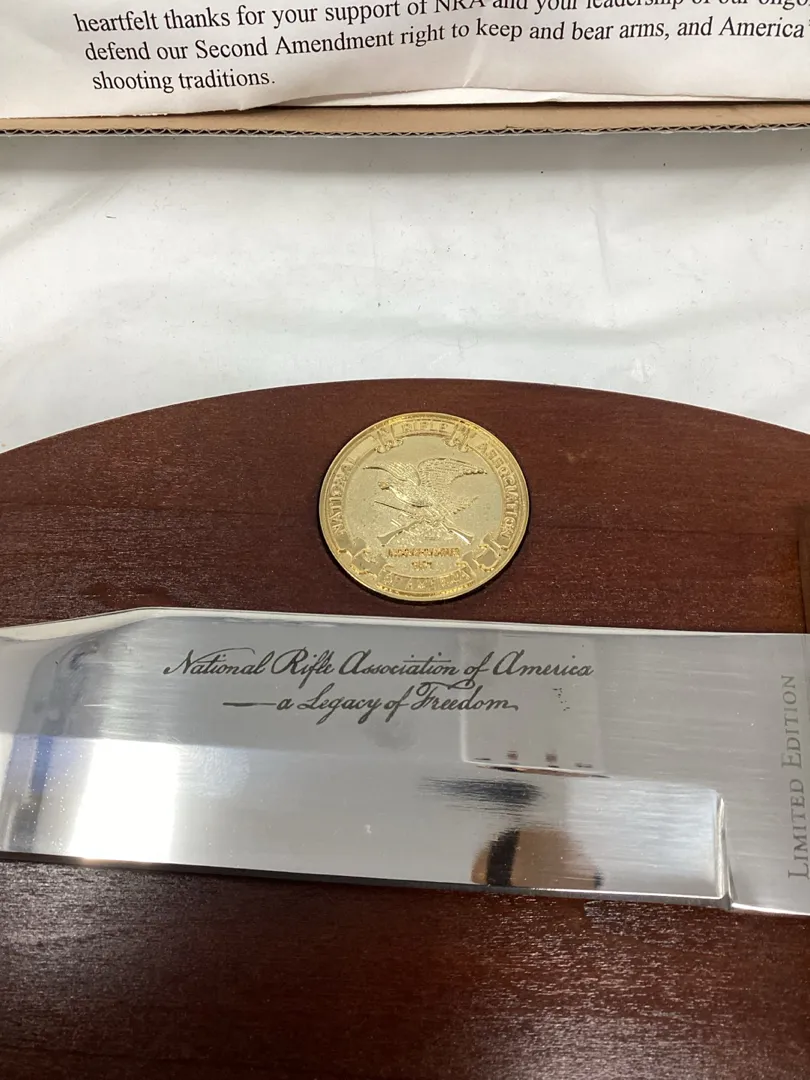 heartfelt thanks for your support of NRA and your leadership of our
defend our Second Amendment right to keep and bear arms, and America
shooting traditions.
NATIONAL RIFLE ASSOCIATION
OF AMERICA
National Rifle Association of America
—a Legacy of Freedom
LIMITED EDITION